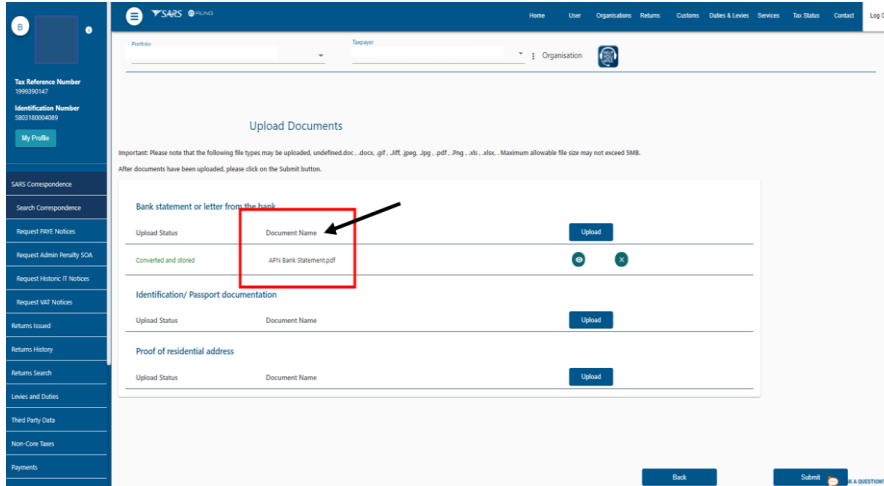 SARS eFILING
Home User Organisations Returns Customs Duties & Levies Services Tax Status Contact Log O
B
Portfolio
Taxpayer
Organisation
Tax Reference Number
1999390147
Identification Number
5803180004089
My Profile
SARS Correspondence
Search Correspondence
Request PAYE Notices
Request Admin Penalty SOA
Request Historic IT Notices
Request VAT Notices
Returns Issued
Returns History
Returns Search
Levies and Duties
Third Party Data
Non-Core Taxes
Payments
Upload Documents
Important: Please note that the following file types may be uploaded, undefined.doc , .docx, .gif , .Jiff, .jpeg, .Jpg , .pdf , .Png , .xls , .xlsx, . Maximum allowable file size may not exceed 5MB.
After documents have been uploaded, please click on the Submit button.
Bank statement or letter from the bank
Upload Status Document Name Upload
Converted and stored APN Bank Statement.pdf
Identification/ Passport documentation
Upload Status Document Name Upload
Proof of residential address
Upload Status Document Name Upload
Back Submit
K A QUESTION?